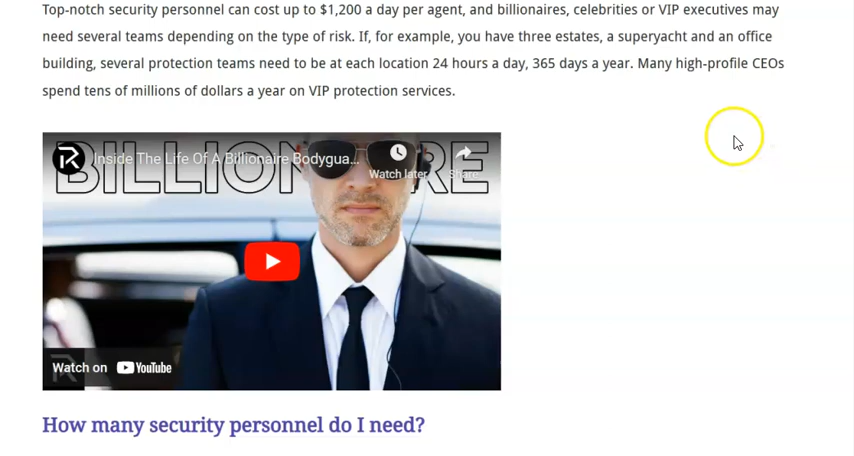 Top-notch security personnel can cost up to $1,200 a day per agent, and billionaires, celebrities or VIP executives may
need several teams depending on the type of risk. If, for example, you have three estates, a superyacht and an office
building, several protection teams need to be at each location 24 hours a day, 365 days a year. Many high-profile CEOs
spend tens of millions of dollars a year on VIP protection services.
BILLIONAIRE
Inside The Life Of A Billionaire Bodygua...
Watch later
Share
Watch on YouTube
How many security personnel do I need?